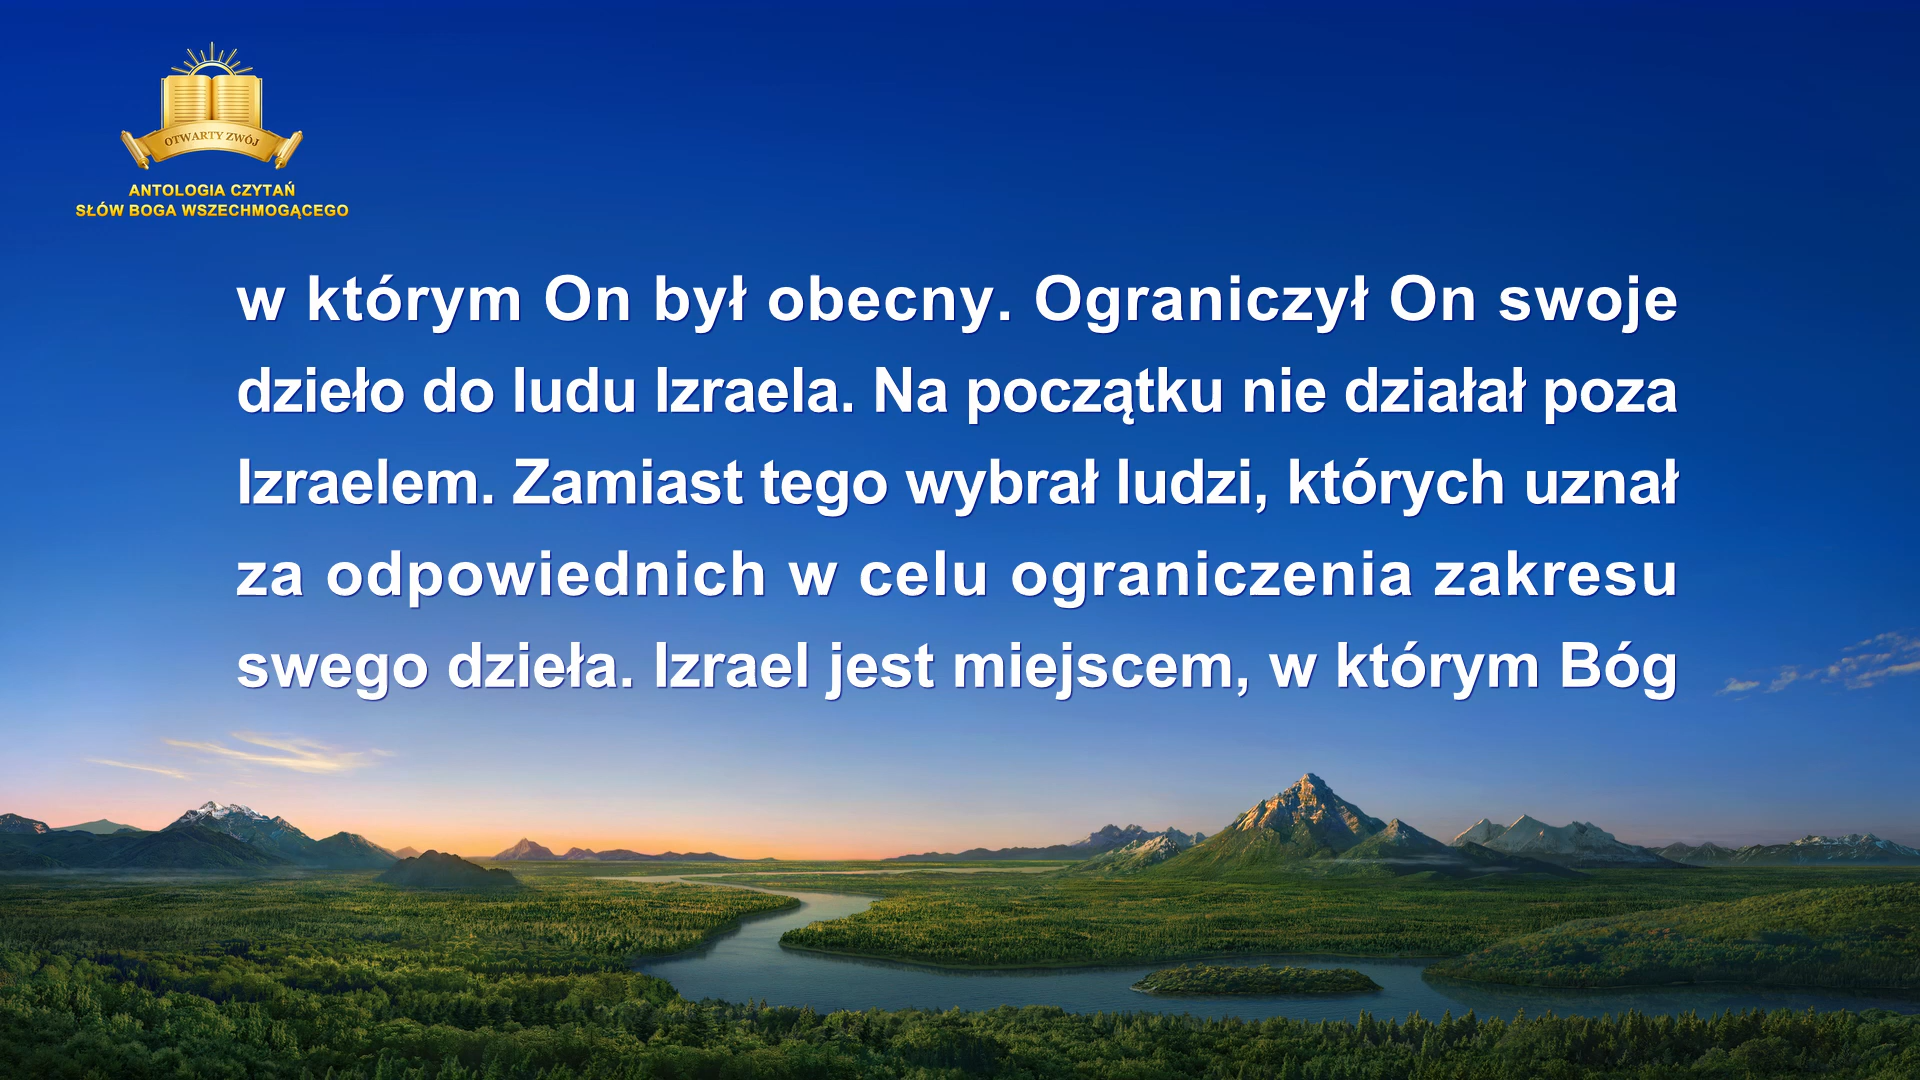 OTWARTY ZWÓJ
ANTOLOGIA CZYTAŃ
SŁÓW BOGA WSZECHMOGĄCEGO
w którym On był obecny. Ograniczył On swoje
dzieło do ludu Izraela. Na początku nie działał poza
Izraelem. Zamiast tego wybrał ludzi, których uznał
za odpowiednich w celu ograniczenia zakresu
swego dzieła. Izrael jest miejscem, w którym Bóg